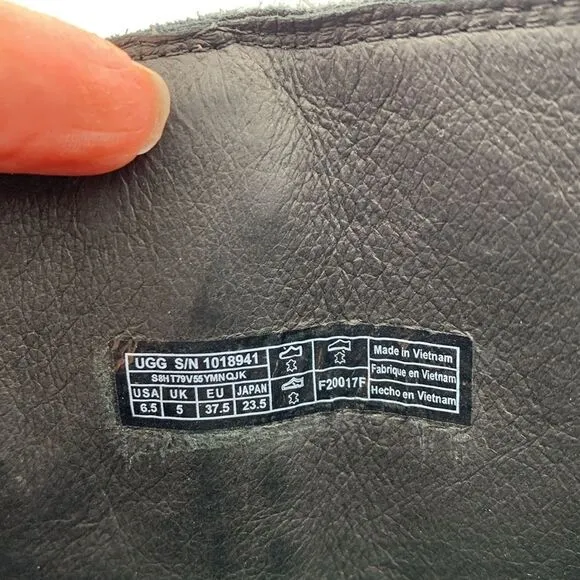 UGG S/N 1018941
S8HT79V55YMNQJK
USA UK EU JAPAN
6.5 5 37.5 23.5
F20017F
Made in Vietnam
Fabrique en Vietnam
Hecho en Vietnam